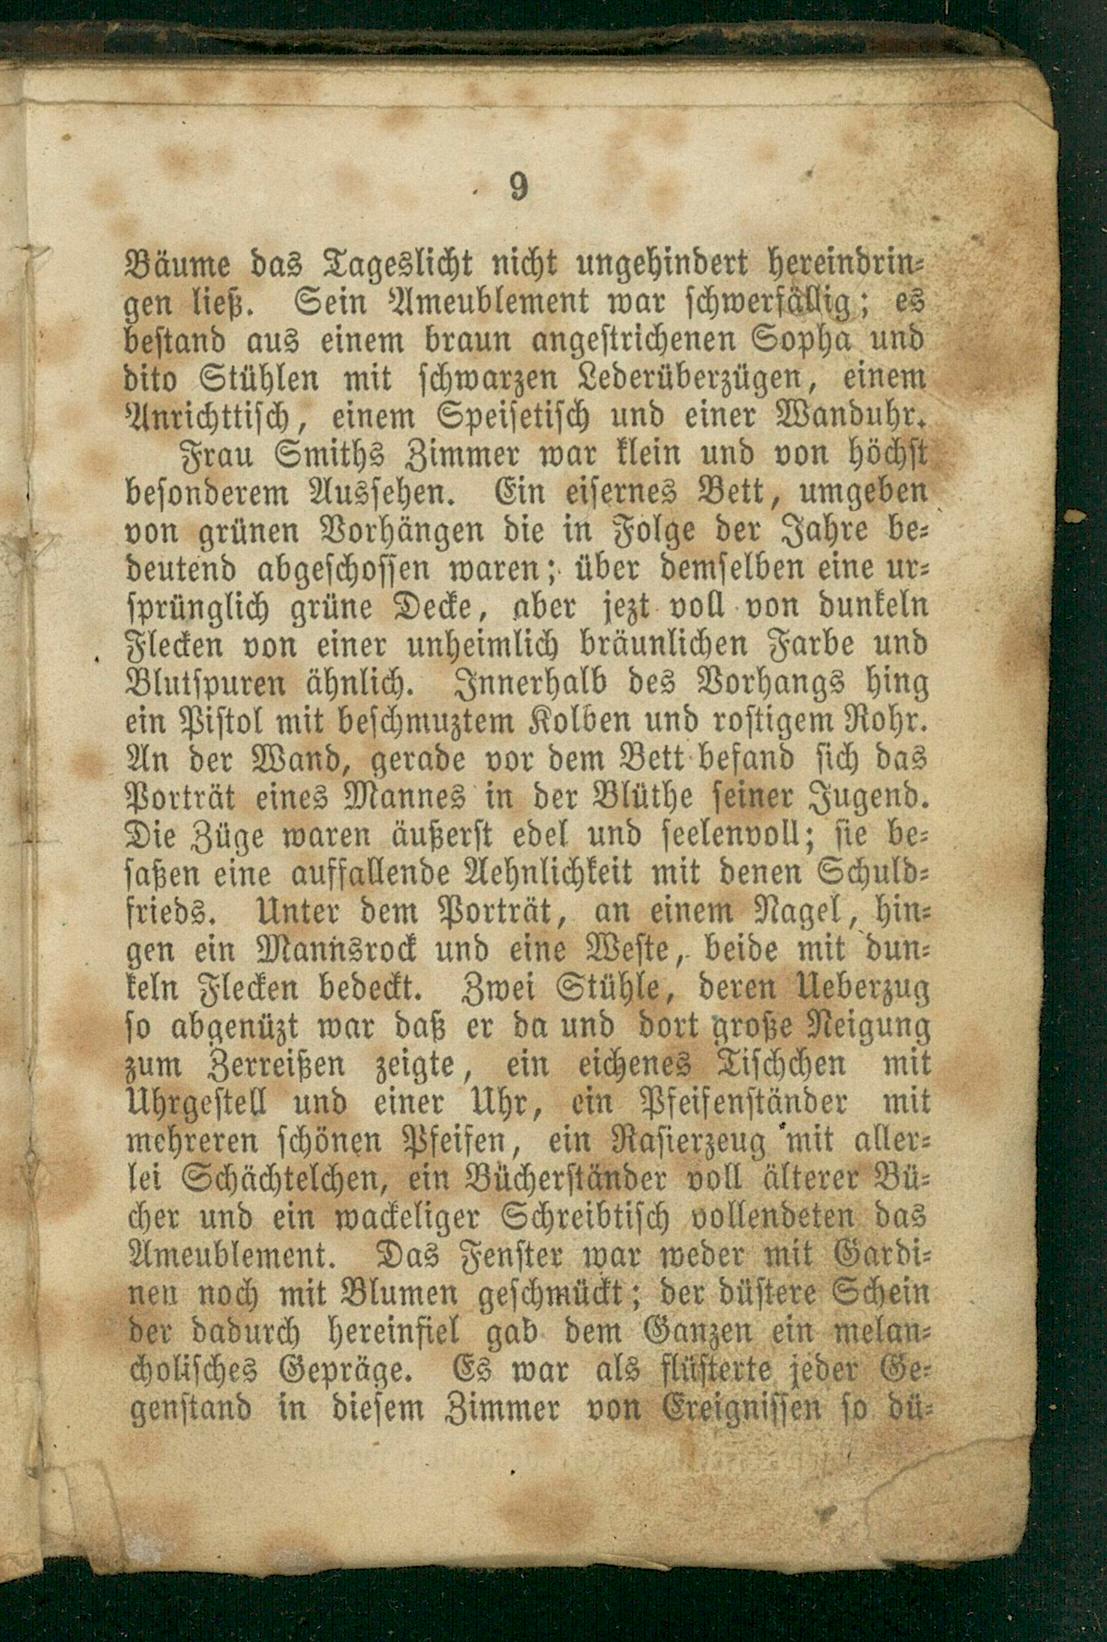 9
Bäume das Tageslicht nicht ungehindert hereindrin-
gen ließ. Sein Ameublement war schwerfällig; es
bestand aus einem braun angestrichenen Sopha und
dito Stühlen mit schwarzen Lederüberzügen, einem
Anrichttisch, einem Speisetisch und einer Wanduhr.
Frau Smiths Zimmer war klein und von höchst
besonderem Aussehen. Ein eisernes Bett, umgeben
von grünen Vorhängen die in Folge der Jahre be-
deutend abgeschossen waren; über demselben eine ur-
sprünglich grüne Decke, aber jezt voll von dunkeln
Flecken von einer unheimlich bräunlichen Farbe und
Blutspuren ähnlich. Innerhalb des Vorhangs hing
ein Pistol mit beschmuztem Kolben und rostigem Rohr.
An der Wand, gerade vor dem Bett befand sich das
Porträt eines Mannes in der Blüthe seiner Jugend.
Die Züge waren äußerst edel und seelenvoll; sie be-
saßen eine auffallende Aehnlichkeit mit denen Schuld-
frieds. Unter dem Porträt, an einem Nagel, hin-
gen ein Mannsrock und eine Weste, beide mit dun-
keln Flecken bedeckt. Zwei Stühle, deren Ueberzug
so abgenüzt war daß er da und dort große Neigung
zum Zerreißen zeigte, ein eichenes Tischchen mit
Uhrgestell und einer Uhr, ein Pfeifenständer mit
mehreren schönen Pfeifen, ein Rasierzeug mit aller-
lei Schächtelchen, ein Bücherständer voll älterer Bü-
cher und ein wackeliger Schreibtisch vollendeten das
Ameublement. Das Fenster war weder mit Gardi-
nen noch mit Blumen geschmückt; der düstere Schein
der dadurch hereinfiel gab dem Ganzen ein melan-
cholisches Gepräge. Es war als flüsterte jeder Ge-
genstand in diesem Zimmer von Ereignissen so dü-